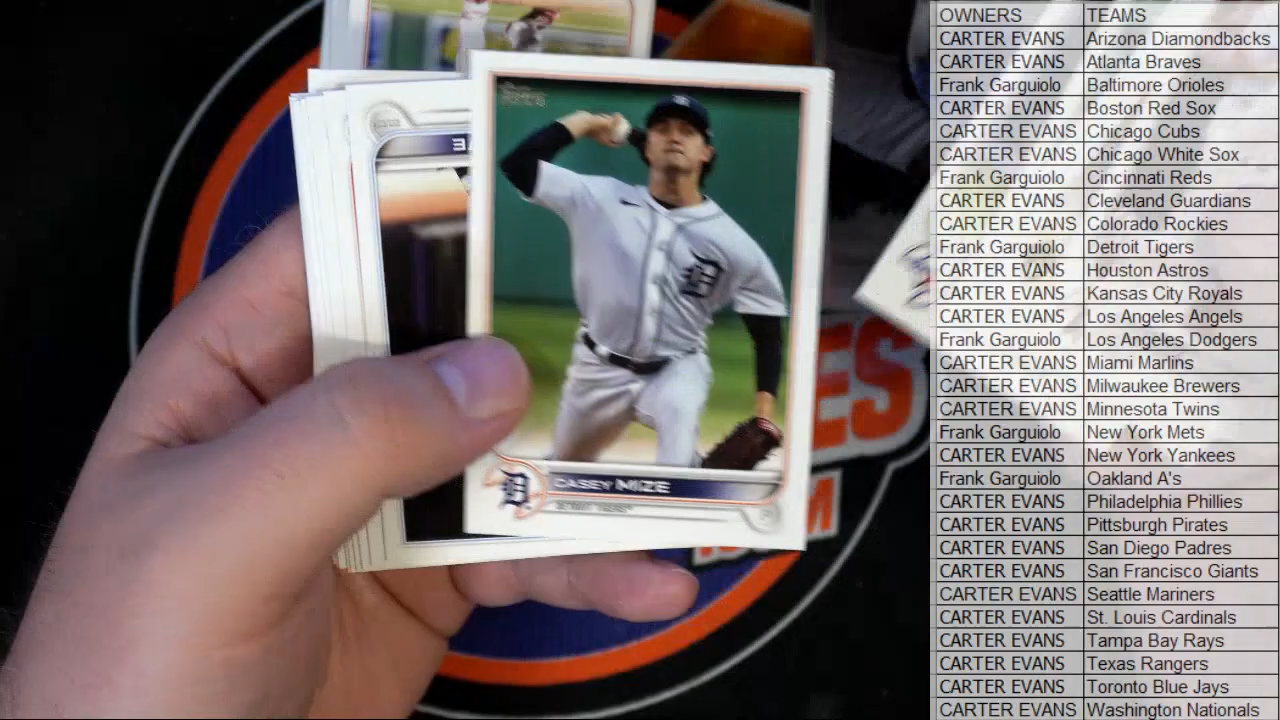 OWNERS TEAMS
CARTER EVANS Arizona Diamondbacks
CARTER EVANS Atlanta Braves
Frank Garguiolo Baltimore Orioles
CARTER EVANS Boston Red Sox
CARTER EVANS Chicago Cubs
CARTER EVANS Chicago White Sox
Frank Garguiolo Cincinnati Reds
CARTER EVANS Cleveland Guardians
CARTER EVANS Colorado Rockies
Frank Garguiolo Detroit Tigers
CARTER EVANS Houston Astros
CARTER EVANS Kansas City Royals
CARTER EVANS Los Angeles Angels
Frank Garguiolo Los Angeles Dodgers
CARTER EVANS Miami Marlins
CARTER EVANS Milwaukee Brewers
CARTER EVANS Minnesota Twins
Frank Garguiolo New York Mets
CARTER EVANS New York Yankees
Frank Garguiolo Oakland A's
CARTER EVANS Philadelphia Phillies
CARTER EVANS Pittsburgh Pirates
CARTER EVANS San Diego Padres
CARTER EVANS San Francisco Giants
CARTER EVANS Seattle Mariners
CARTER EVANS St. Louis Cardinals
CARTER EVANS Tampa Bay Rays
CARTER EVANS Texas Rangers
CARTER EVANS Toronto Blue Jays
CARTER EVANS Washington Nationals
D
D CASEY MIZE